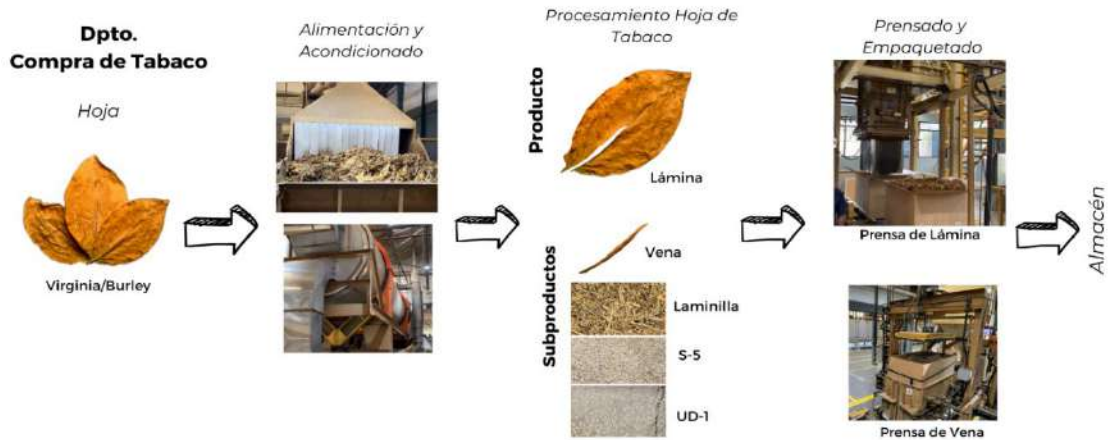 Dpto.
Compra de Tabaco
Hoja
Virginia/Burley
Alimentación y
Acondicionado
Procesamiento Hoja de
Tabaco
Producto
Lámina
Subproductos
Vena
Laminilla
S-5
UD-1
Prensado y
Empaquetado
Prensa de Lámina
Prensa de Vena
Almacén